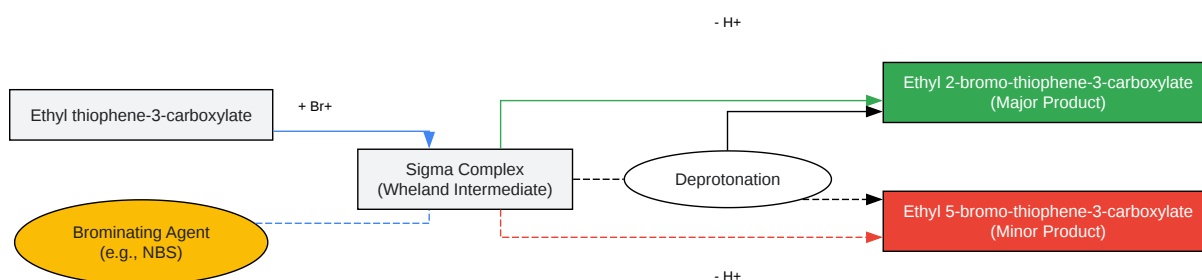 - H+
Ethyl thiophene-3-carboxylate
+ Br+
Ethyl 2-bromo-thiophene-3-carboxylate
(Major Product)
Sigma Complex
(Wheland Intermediate)
Deprotonation
Brominating Agent
(e.g., NBS)
Ethyl 5-bromo-thiophene-3-carboxylate
(Minor Product)
- H+